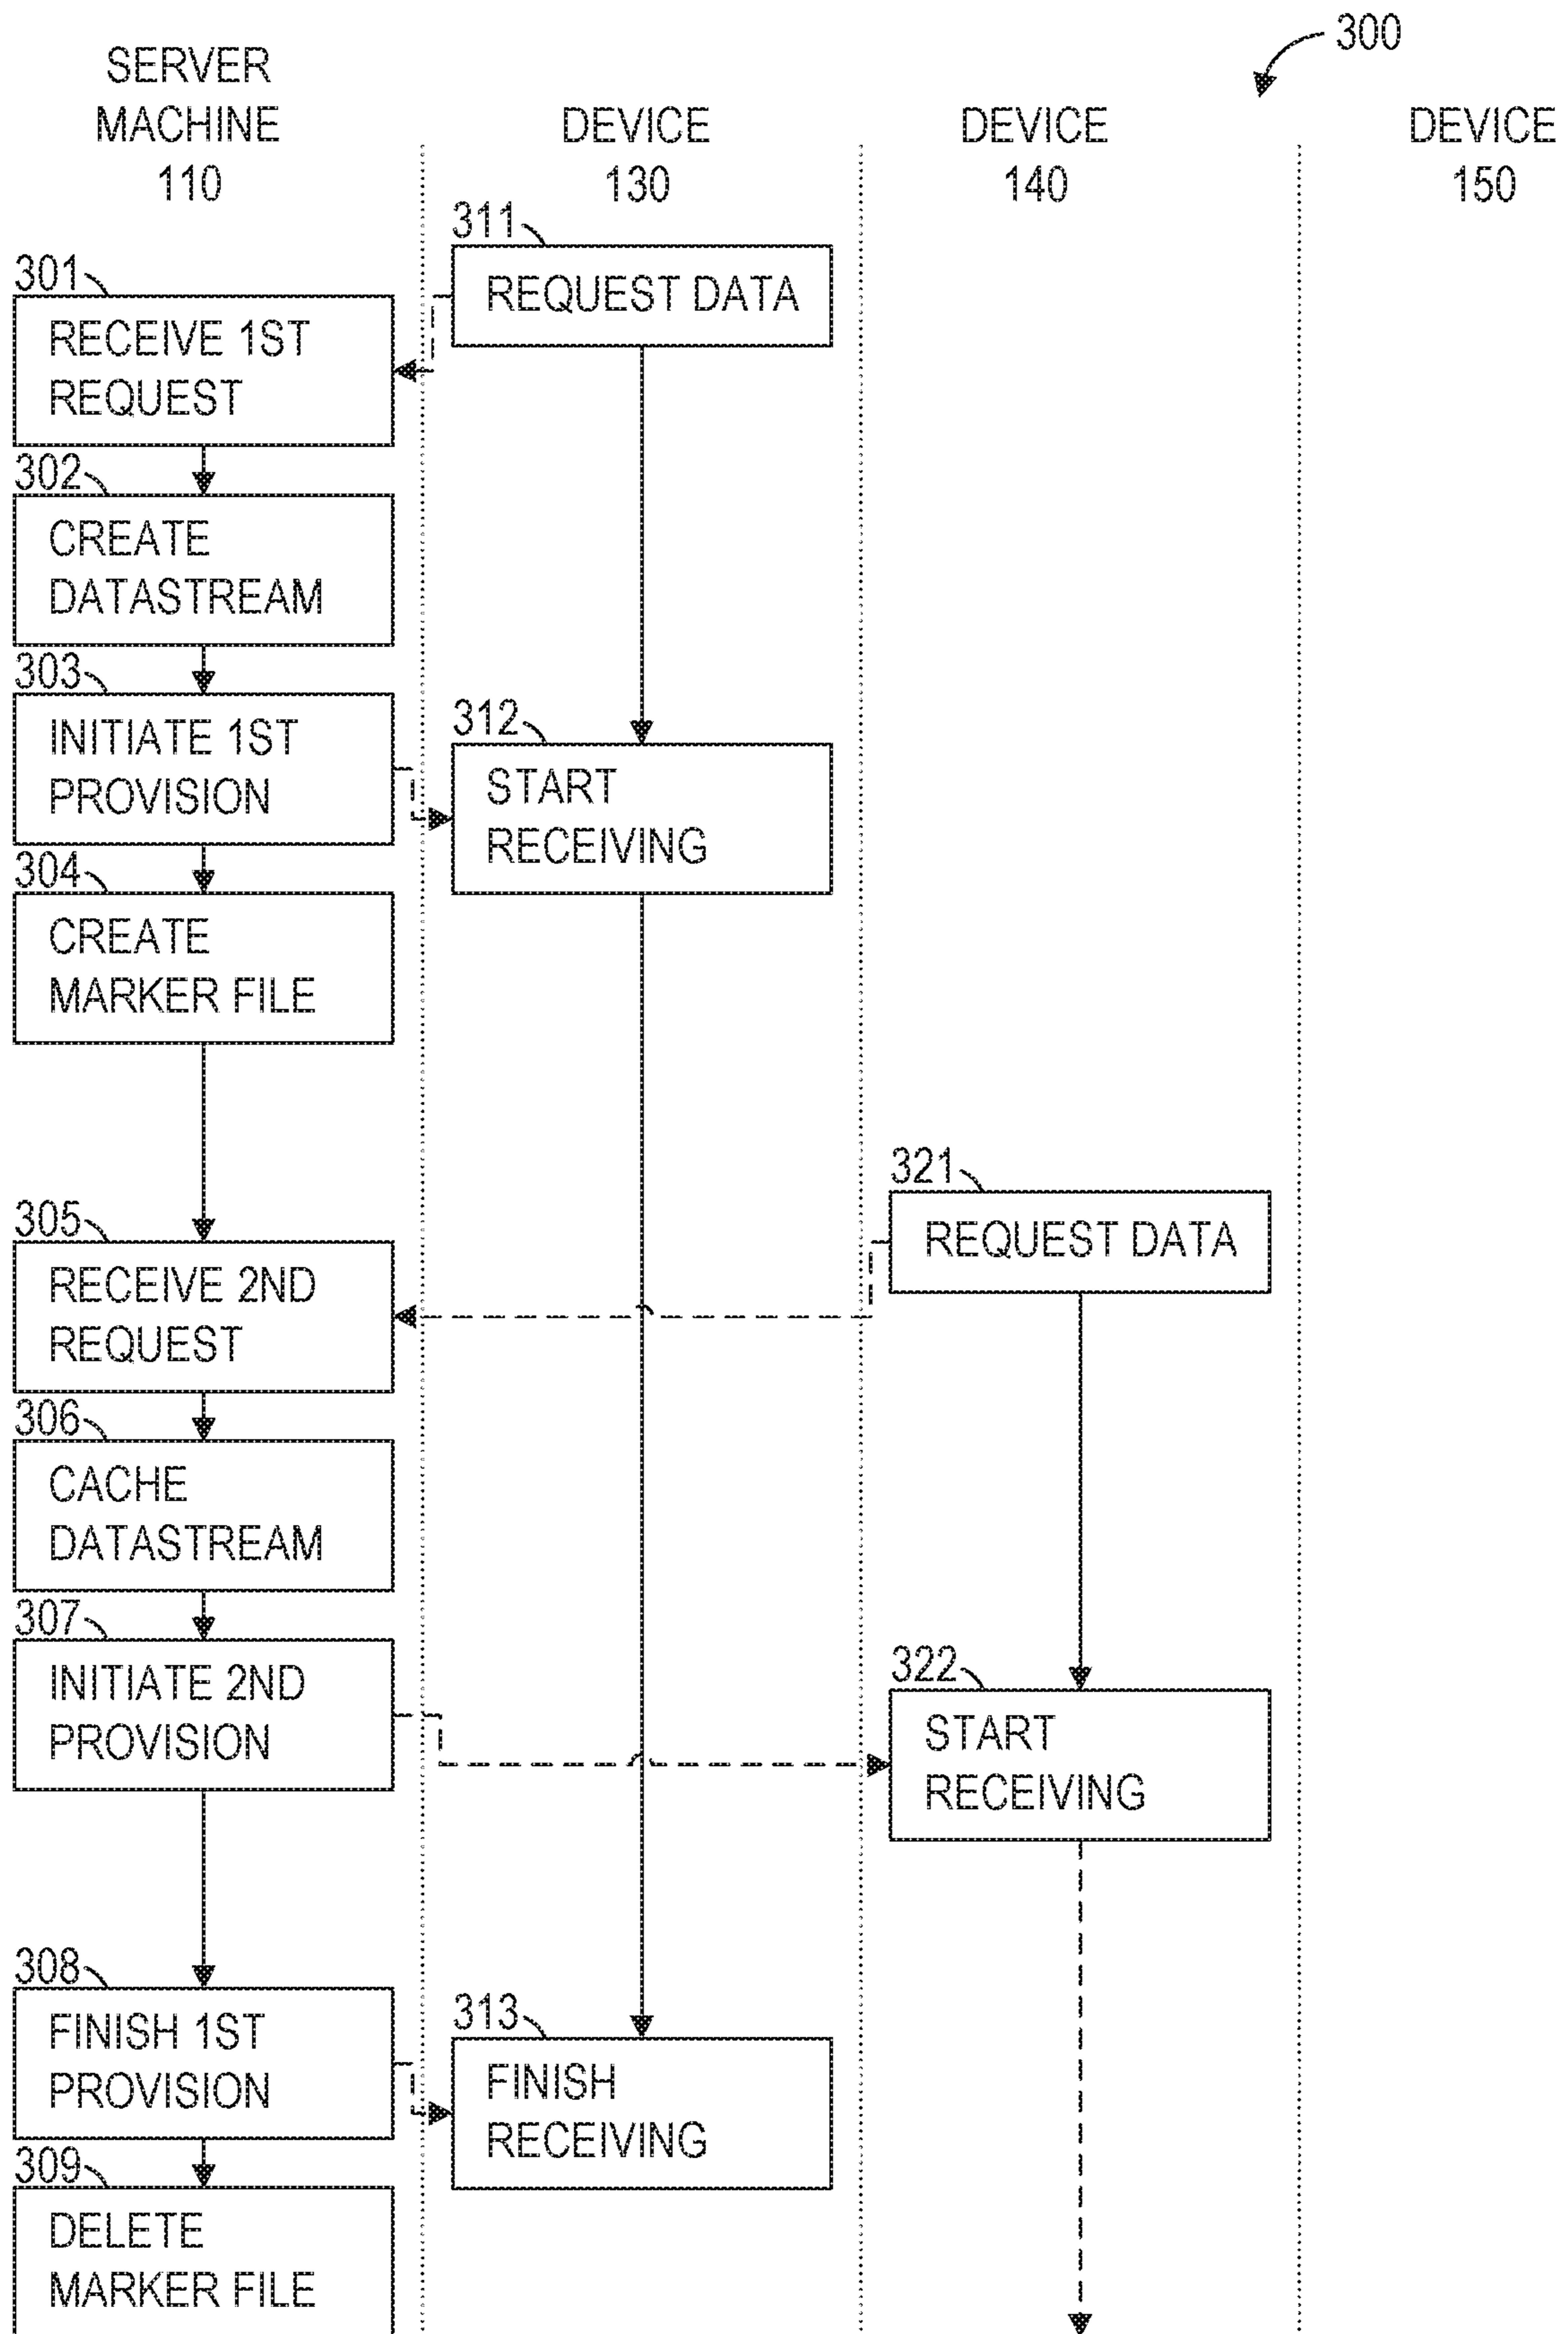 300
SERVER
MACHINE
110
DEVICE
130
DEVICE
140
DEVICE
150
311
REQUEST DATA
301
RECEIVE 1ST
REQUEST
302
CREATE
DATASTREAM
303
INITIATE 1ST
PROVISION
312
START
RECEIVING
304
CREATE
MARKER FILE
321
REQUEST DATA
305
RECEIVE 2ND
REQUEST
306
CACHE
DATASTREAM
307
INITIATE 2ND
PROVISION
322
START
RECEIVING
308
FINISH 1ST
PROVISION
313
FINISH
RECEIVING
309
DELETE
MARKER FILE